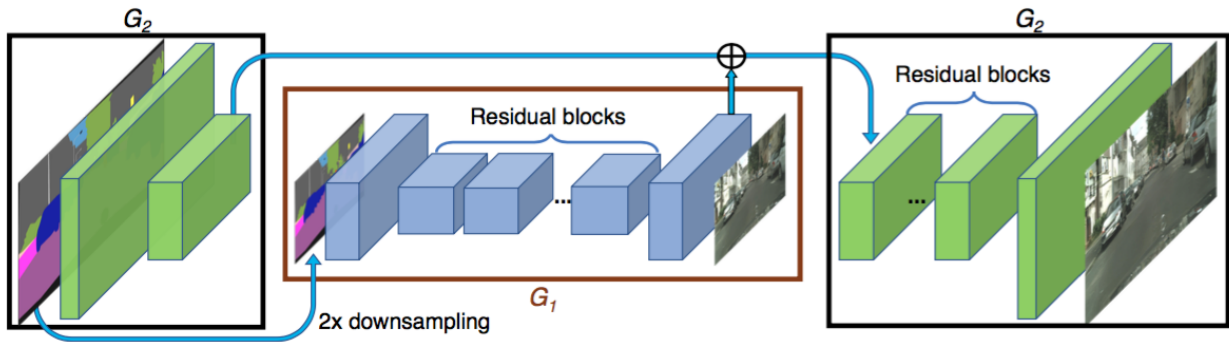 G2
G2
Residual blocks
Residual blocks
...
...
G1
2x downsampling